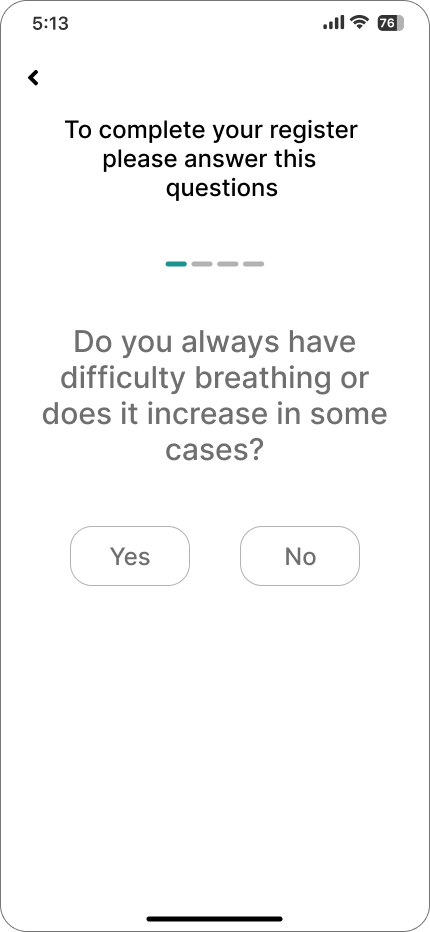 5:13
76
To complete your register
please answer this
questions
Do you always have
difficulty breathing or
does it increase in some
cases?
Yes
No